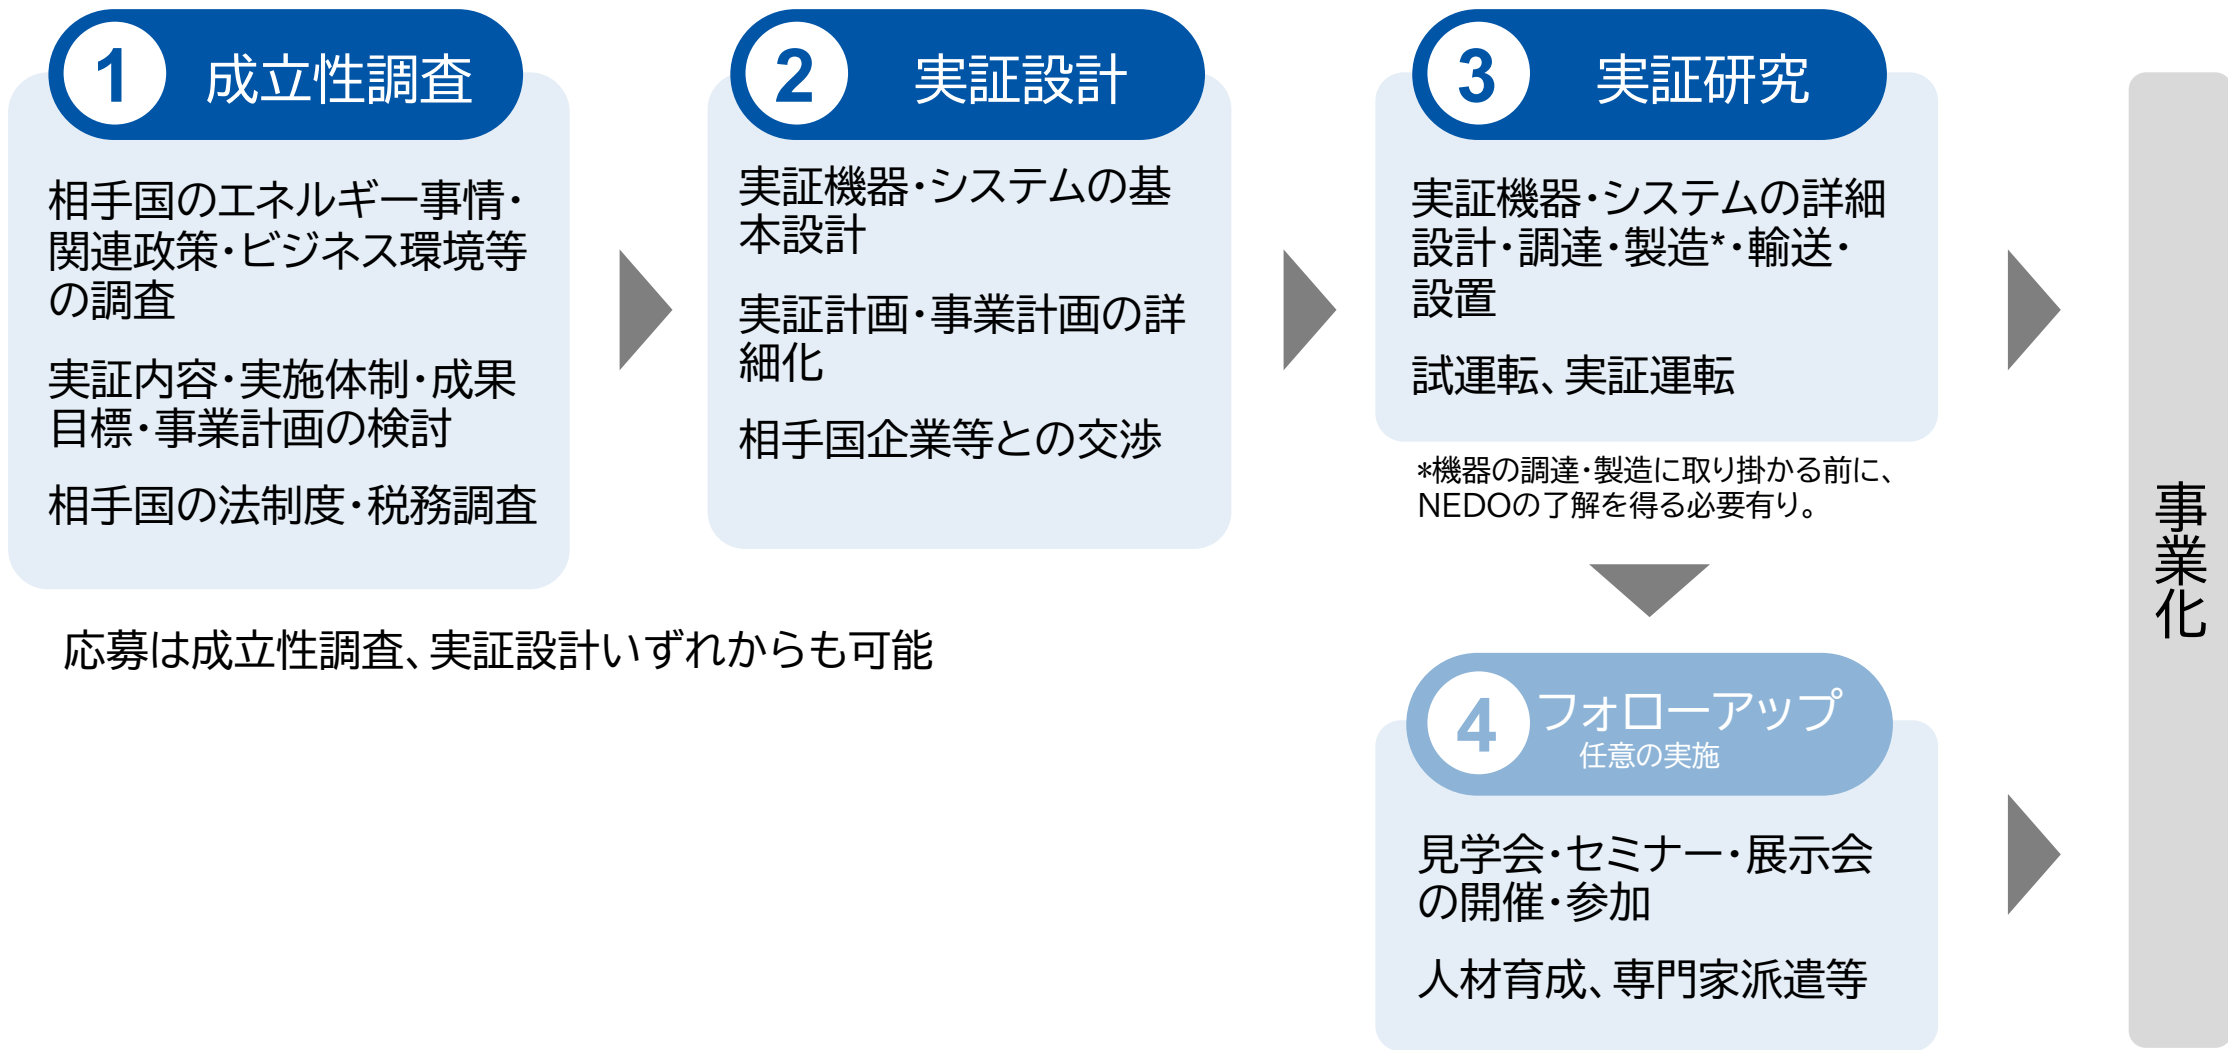 1 成立性調査
相手国のエネルギー事情・
関連政策・ビジネス環境等
の調査
実証内容・実施体制・成果
目標・事業計画の検討
相手国の法制度・税務調査
2 実証設計
実証機器・システムの基
本設計
実証計画・事業計画の詳
細化
相手国企業等との交渉
応募は成立性調査、実証設計いずれからも可能
3 実証研究
実証機器・システムの詳細
設計・調達・製造*・輸送・
設置
試運転、実証運転
*機器の調達・製造に取り掛かる前に、
NEDOの了解を得る必要有り。
4 フォローアップ
任意の実施
見学会・セミナー・展示会
の開催・参加
人材育成、専門家派遣等
事業化